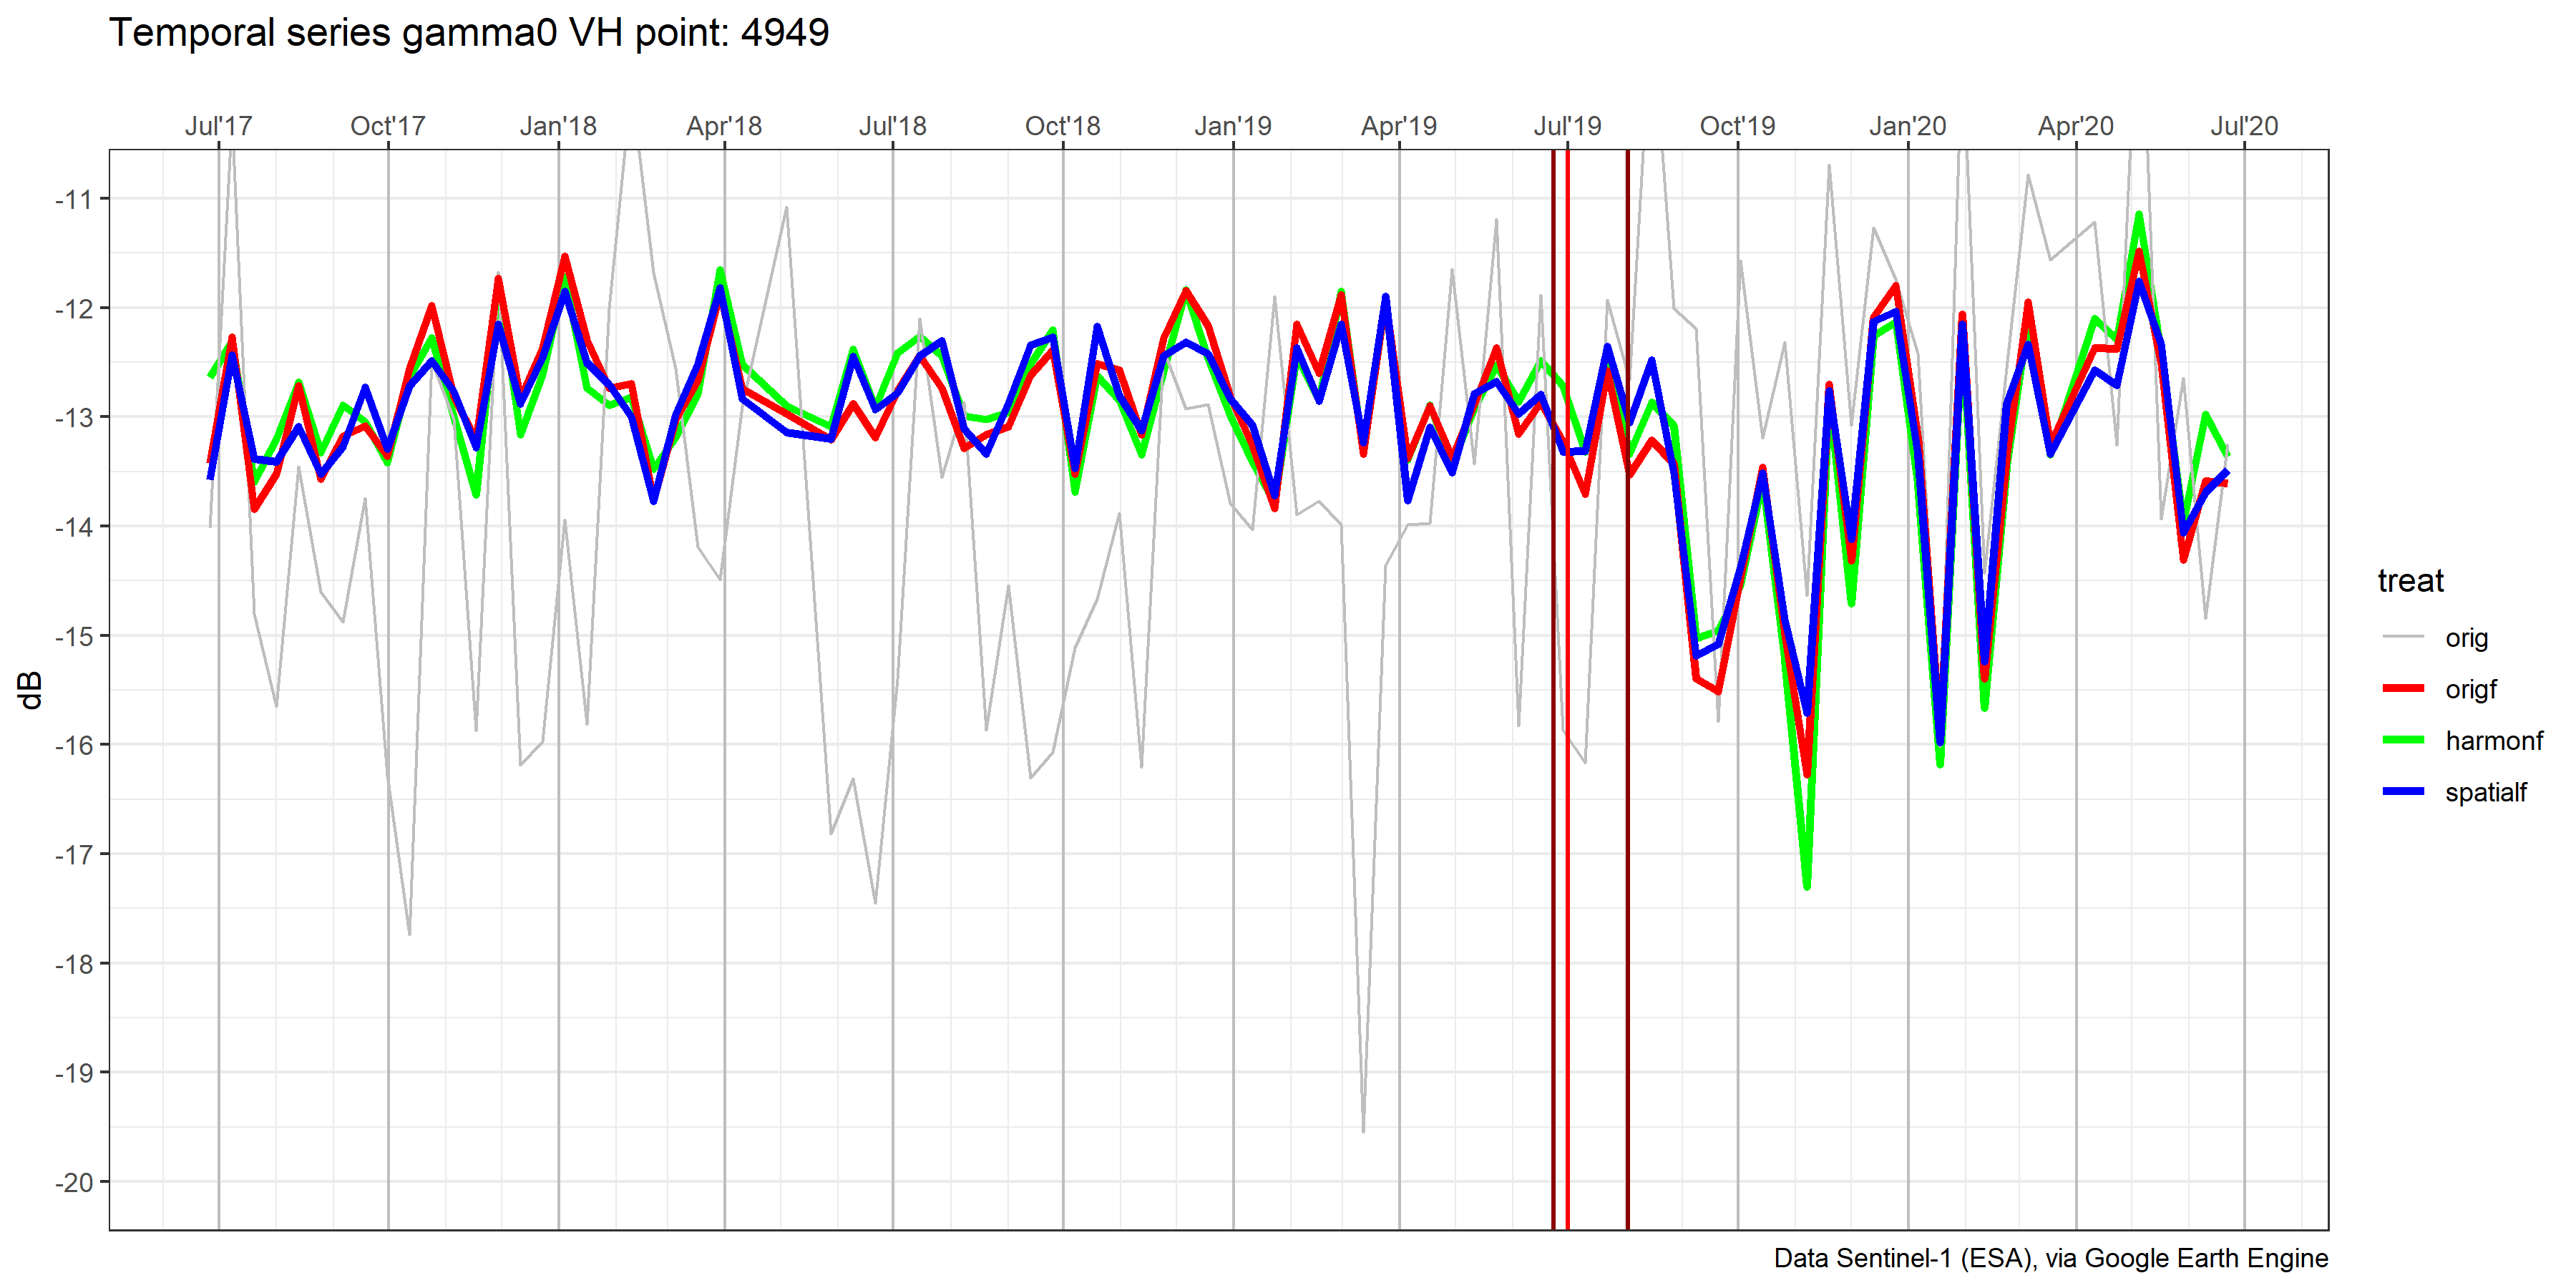 Temporal series gamma0 VH point: 4949
Jul'17 Oct'17 Jan'18 Apr'18 Jul'18 Oct'18 Jan'19 Apr'19 Jul'19 Oct'19 Jan'20 Apr'20 Jul'20
-11
-12
-13
-14
-15
-16
-17
-18
-19
-20
dB
treat
orig
origf
harmonf
spatialf
Data Sentinel-1 (ESA), via Google Earth Engine